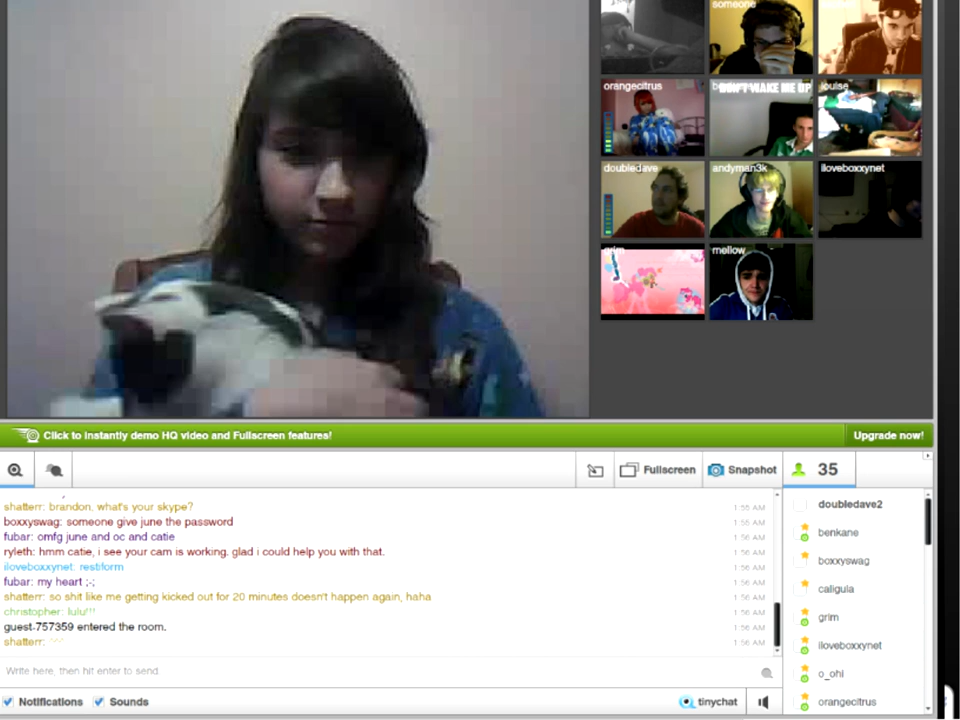 someone
orangecitrus
DON'T WAKE ME UP
louise
doubledave
andyman3k
iloveboxxynet
grim
mellow
Click to instantly demo HQ video and Fullscreen features!
Upgrade now!
Fullscreen
Snapshot
35
shatterr: brandon, what's your skype?
1:55 AM
boxxyswag: someone give june the password
1:55 AM
fubar: omfg june and oc and catie
1:56 AM
ryleth: hmm catie, i see your cam is working. glad i could help you with that.
1:56 AM
iloveboxxynet: restiform
1:56 AM
fubar: my heart ;-;
1:56 AM
shatterr: so shit like me getting kicked out for 20 minutes doesn't happen again, haha
1:56 AM
christopher: lulu!!!
1:56 AM
guest-757359 entered the room.
1:56 AM
shatterr: ^^
1:56 AM
Write here, then hit enter to send
Notifications
Sounds
tinychat
doubledave2
benkane
boxxyswag
caligula
grim
iloveboxxynet
o_ohi
orangecitrus